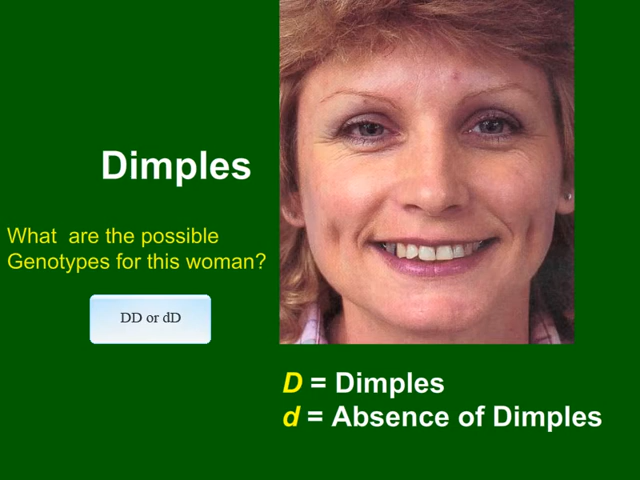 Dimples
What  are the possible
Genotypes for this woman?
DD or dD
D = Dimples
d = Absence of Dimples